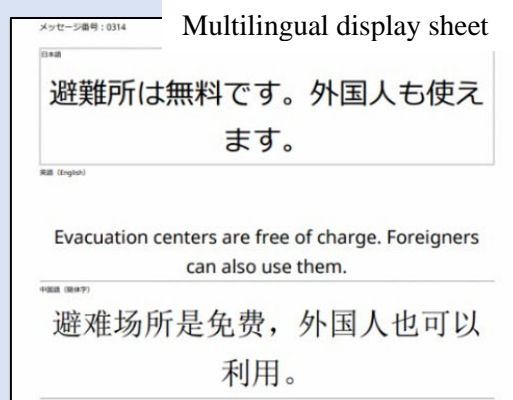 メッセージ番号：0314
Multilingual display sheet
日本語
避難所は無料です。外国人も使え
ます。
英語（English）
Evacuation centers are free of charge. Foreigners
can also use them.
中国語（簡体字）
避难场所是免费，外国人也可以
利用。